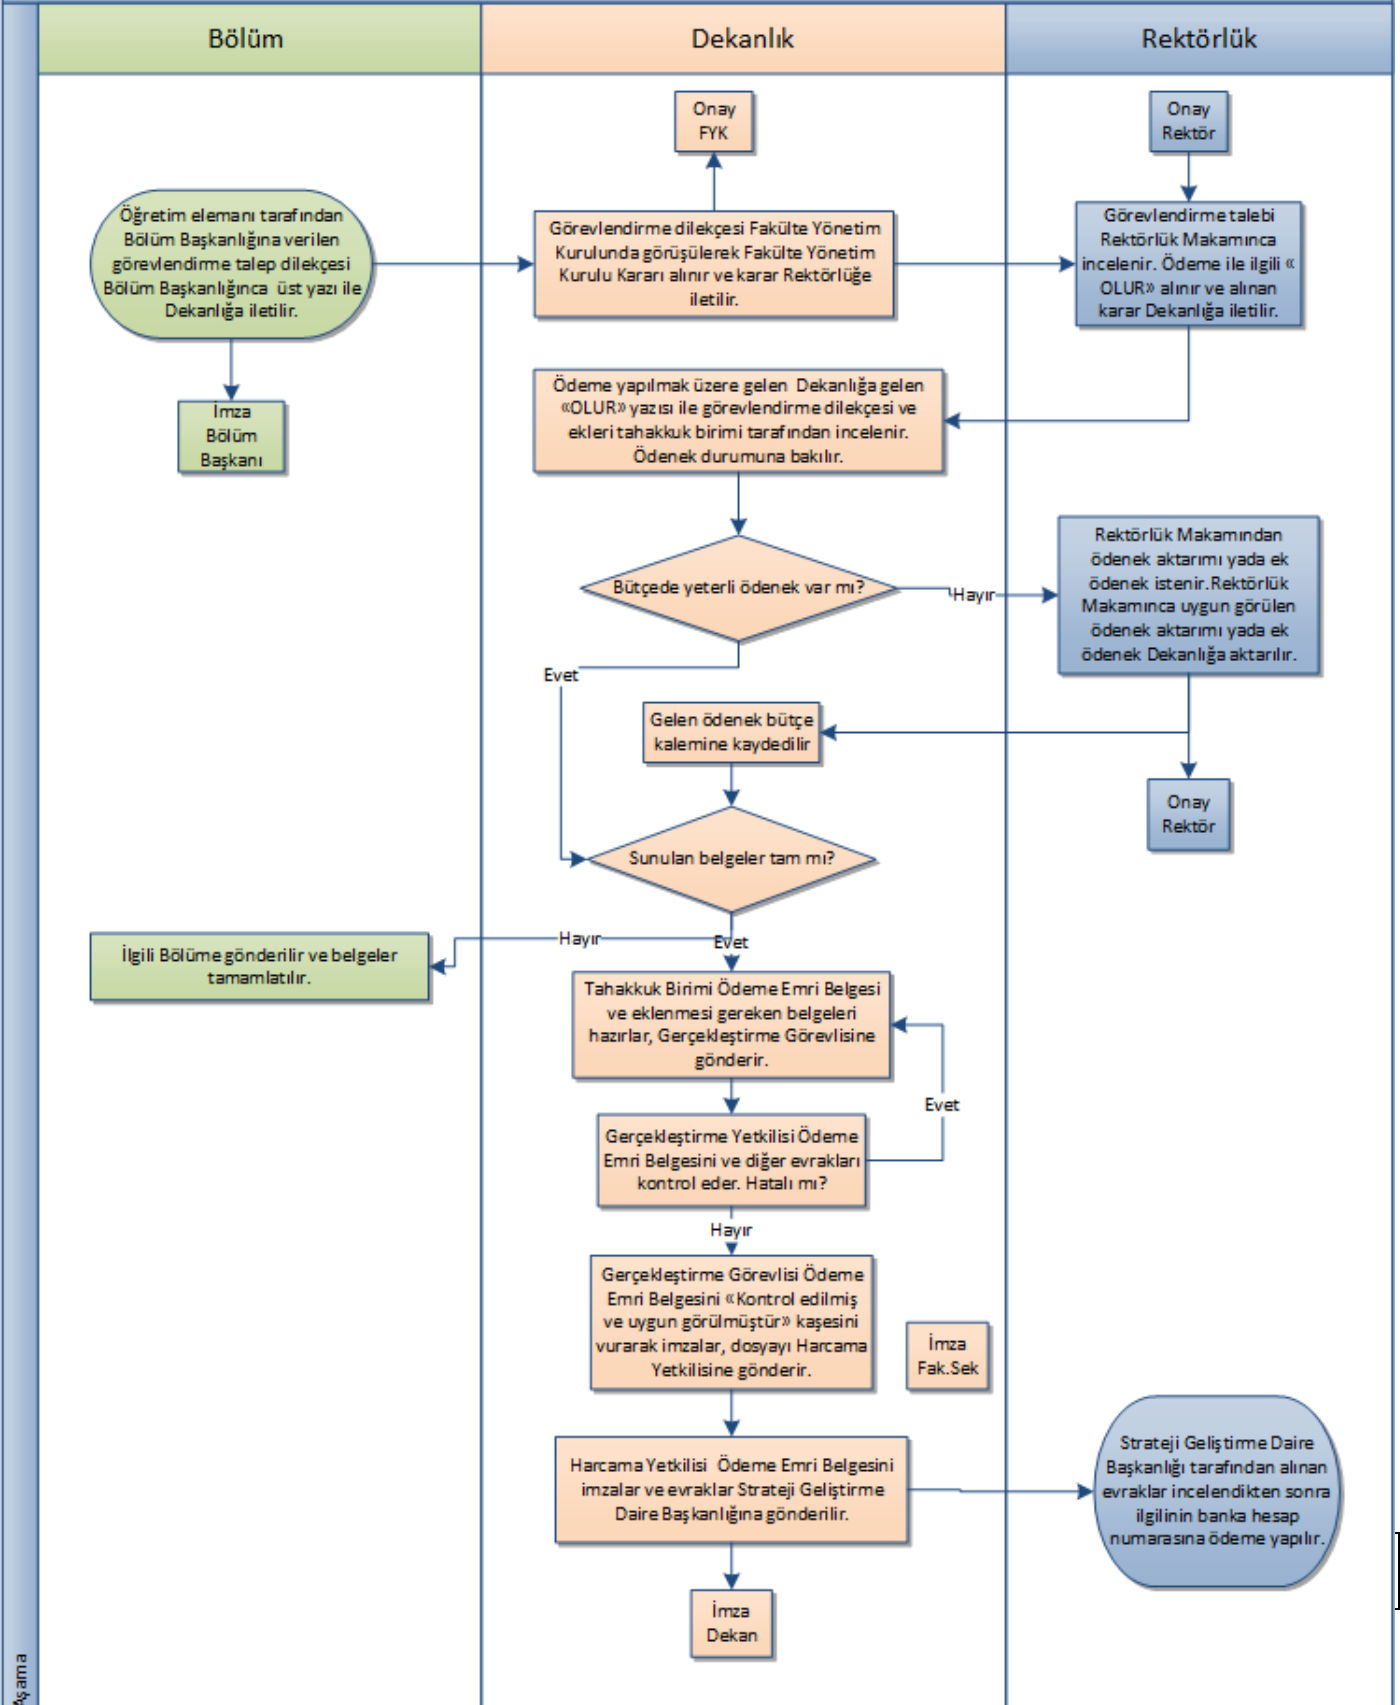 Bölüm
Dekanlık
Rektörlük
Onay
FYK
Onay
Rektör
Öğretim elemanı tarafından
Bölüm Başkanlığına verilen
görevlendirme talep dilekçesi
Bölüm Başkanlığınca üst yazı ile
Dekanlığa iletilir.
Görevlendirme dilekçesi Fakülte Yönetim
Kurulunda görüşülerek Fakülte Yönetim
Kurulu Kararı alınır ve karar Rektörlüğe
iletilir.
Görevlendirme talebi
Rektörlük Makamınca
incelenir. Ödeme ile ilgili «
OLUR» alınır ve alınan
karar Dekanlığa iletilir.
İmza
Bölüm
Başkanı
Ödeme yapılmak üzere gelen Dekanlığa gelen
«OLUR» yazısı ile görevlendirme dilekçesi ve
ekleri tahakkuk birimi tarafından incelenir.
Ödenek durumuna bakılır.
Bütçede yeterli ödenek var mı?
Hayır
Rektörlük Makamından
ödenek aktarımı yada ek
ödenek istenir.Rektörlük
Makamınca uygun görülen
ödenek aktarımı yada ek
ödenek Dekanlığa aktarılır.
Evet
Gelen ödenek bütçe
kalemine kaydedilir
Onay
Rektör
Sunulan belgeler tam mı?
Hayır
Evet
İlgili Bölüme gönderilir ve belgeler
tamamlatılır.
Tahakkuk Birimi Ödeme Emri Belgesi
ve eklenmesi gereken belgeleri
hazırlar, Gerçekleştirme Görevlisine
gönderir.
Evet
Gerçekleştirme Yetkilisi Ödeme
Emri Belgesini ve diğer evrakları
kontrol eder. Hatalı mı?
Hayır
Gerçekleştirme Görevlisi Ödeme
Emri Belgesini «Kontrol edilmiş
ve uygun görülmüştür» kaşesini
vurarak imzalar, dosyayı Harcama
Yetkilisine gönderir.
İmza
Fak.Sek
Harcama Yetkilisi Ödeme Emri Belgesini
imzalar ve evraklar Strateji Geliştirme
Daire Başkanlığına gönderilir.
Strateji Geliştirme Daire
Başkanlığı tarafından alınan
evraklar incelendikten sonra
ilgilinin banka hesap
numarasına ödeme yapılır.
İmza
Dekan
Aşama